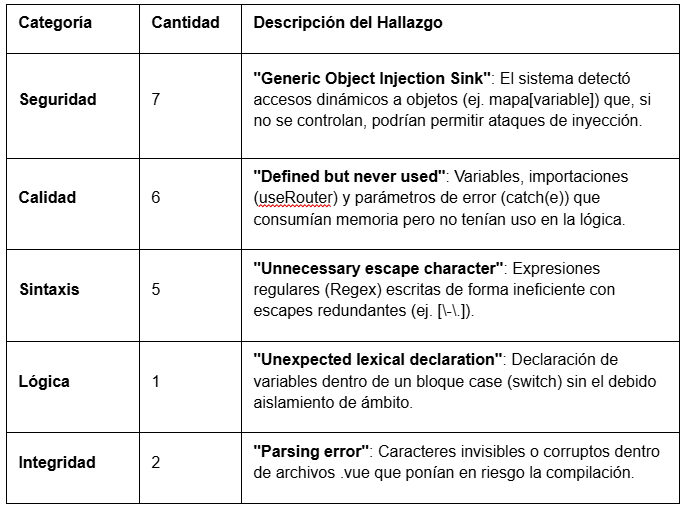 Categoría Cantidad Descripción del Hallazgo
"Generic Object Injection Sink": El sistema detectó
Seguridad 7 accesos dinámicos a objetos (ej. mapa[variable]) que, si
no se controlan, podrían permitir ataques de inyección.
"Defined but never used": Variables, importaciones
Calidad 6 (useRouter) y parámetros de error (catch(e)) que
consumían memoria pero no tenían uso en la lógica.
"Unnecessary escape character": Expresiones
Sintaxis 5 regulares (Regex) escritas de forma ineficiente con
escapes redundantes (ej. [\-\.]).
"Unexpected lexical declaration": Declaración de
Lógica 1 variables dentro de un bloque case (switch) sin el debido
aislamiento de ámbito.
"Parsing error": Caracteres invisibles o corruptos dentro
Integridad 2 de archivos .vue que ponían en riesgo la compilación.